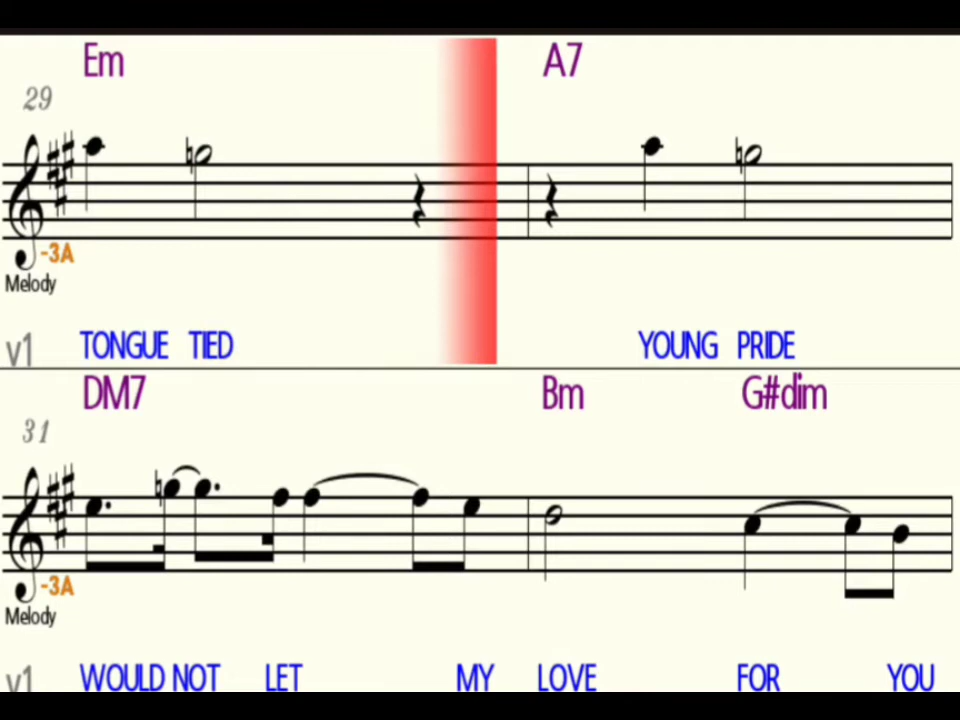 Em A7
29
-3A
Melody
v1 TONGUE TIED YOUNG PRIDE
DM7 Bm G#dim
31
-3A
Melody
v1 WOULD NOT LET MY LOVE FOR YOU